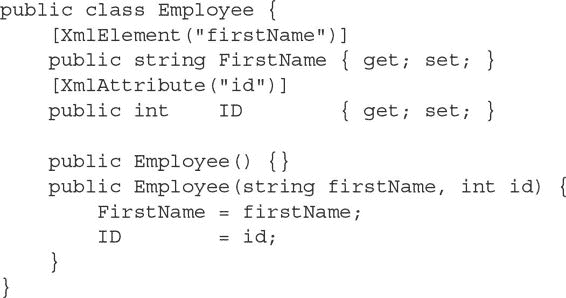 public class Employee {
    [XmlElement("firstName")]
    public string FirstName { get; set; }
    [XmlAttribute("id")]
    public int    ID        { get; set; }

    public Employee() {}
    public Employee(string firstName, int id) {
        FirstName = firstName;
        ID        = id;
    }
}